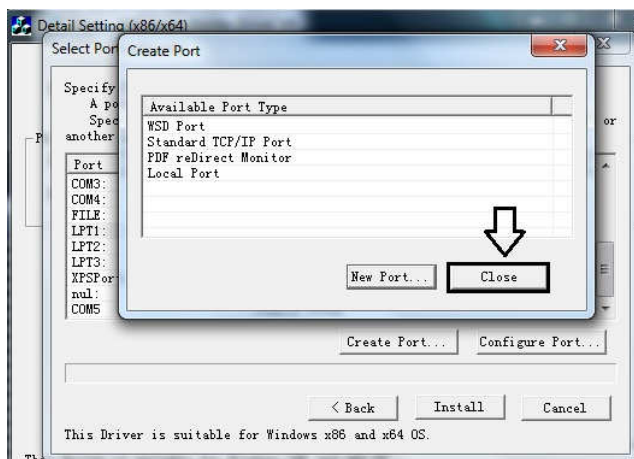 Detail Setting (x86/x64)
Select Por
Create Port
Specify
A po
Spec
or
another
P
Available Port Type
WSD Port
Standard TCP/IP Port
PDF reDirect Monitor
Local Port
Port
COM3:
COM4:
FILE:
LPT1:
LPT2:
LPT3:
XPSPor
nul:
COM5
New Port...
Close
Create Port...
Configure Port...
< Back
Install
Cancel
This Driver is suitable for Windows x86 and x64 OS.